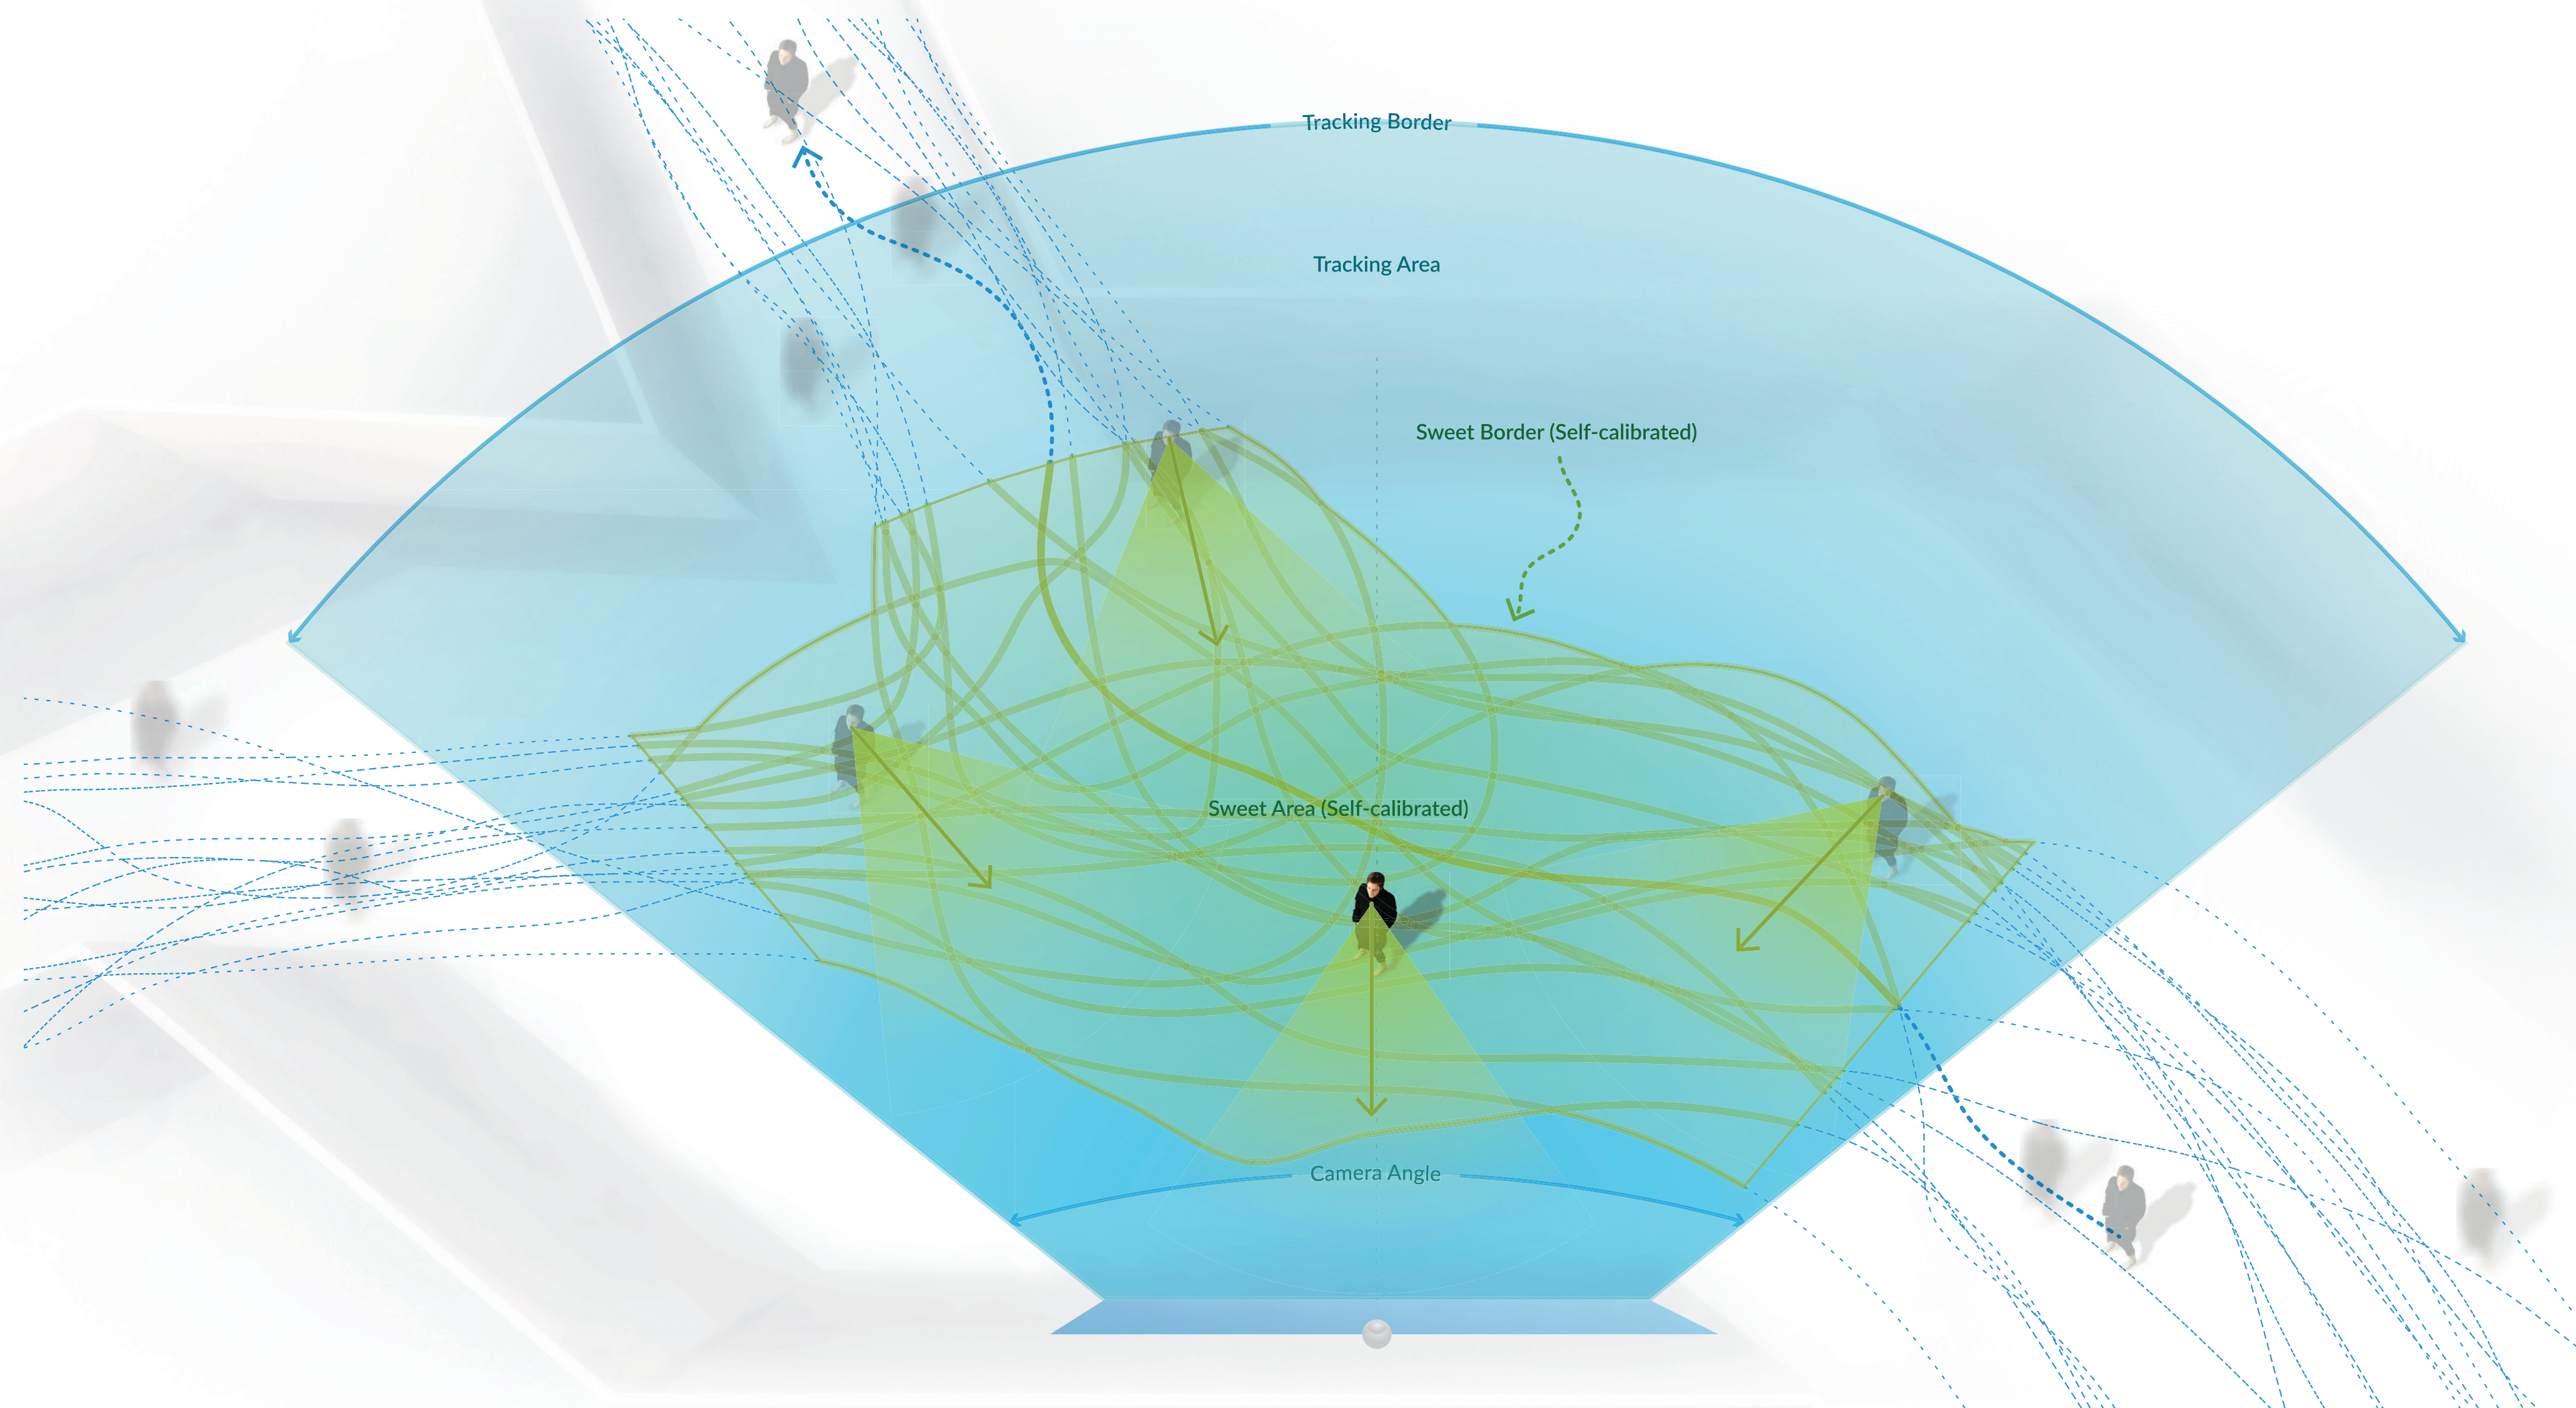 Tracking Border
Tracking Area
Sweet Border (Self-calibrated)
Sweet Area (Self-calibrated)
Camera Angle